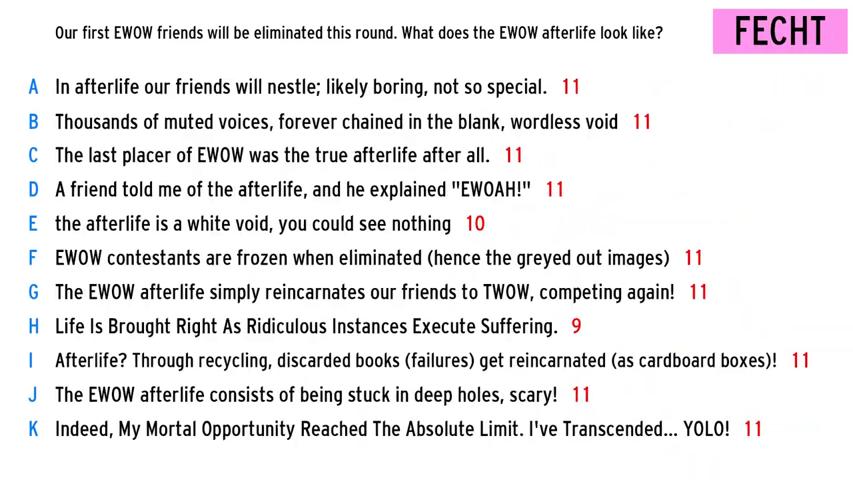 Our first EWOW friends will be eliminated this round. What does the EWOW afterlife look like?
FECHT
A In afterlife our friends will nestle; likely boring, not so special. 11
B Thousands of muted voices, forever chained in the blank, wordless void 11
C The last placer of EWOW was the true afterlife after all. 11
D A friend told me of the afterlife, and he explained "EWOAH!" 11
E the afterlife is a white void, you could see nothing 10
F EWOW contestants are frozen when eliminated (hence the greyed out images) 11
G The EWOW afterlife simply reincarnates our friends to TWOW, competing again! 11
H Life Is Brought Right As Ridiculous Instances Execute Suffering. 9
I Afterlife? Through recycling, discarded books (failures) get reincarnated (as cardboard boxes)! 11
J The EWOW afterlife consists of being stuck in deep holes, scary! 11
K Indeed, My Mortal Opportunity Reached The Absolute Limit. I've Transcended... YOLO! 11